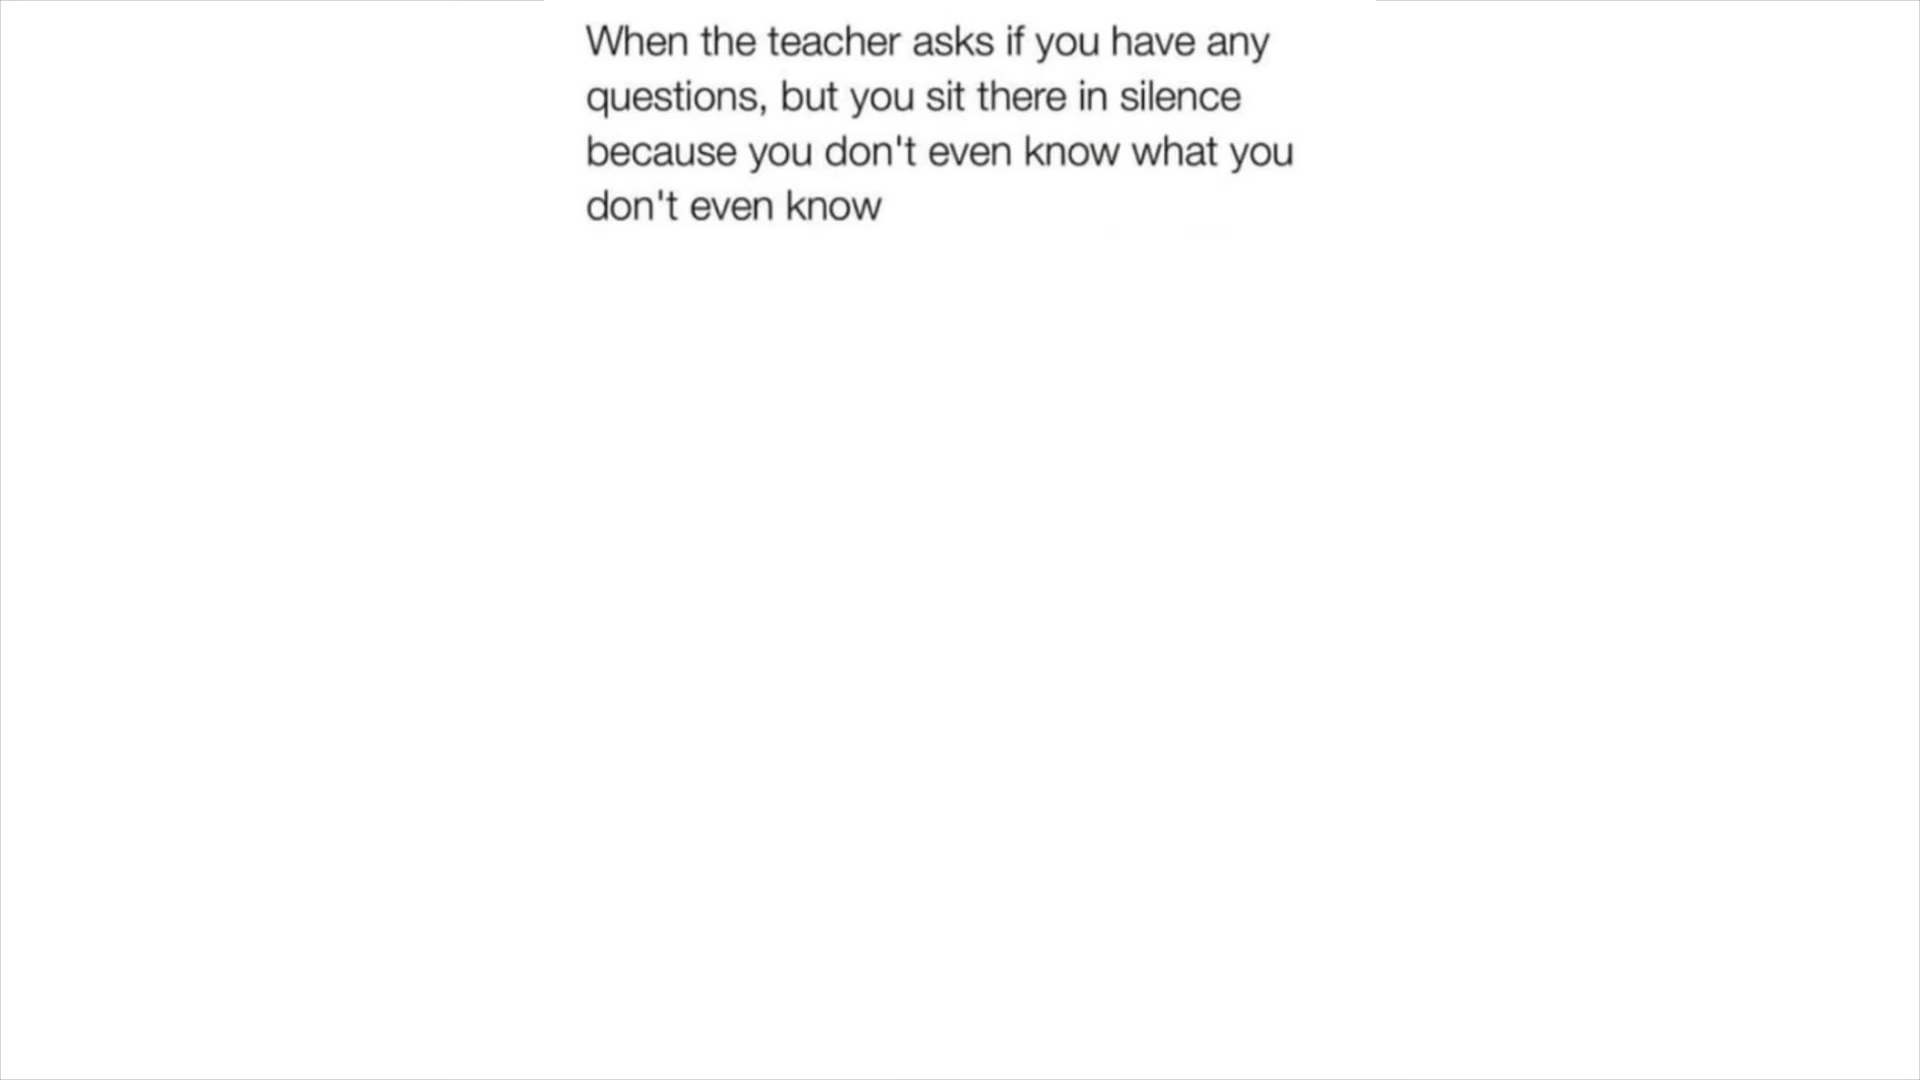 When the teacher asks if you have any
questions, but you sit there in silence
because you don't even know what you
don't even know